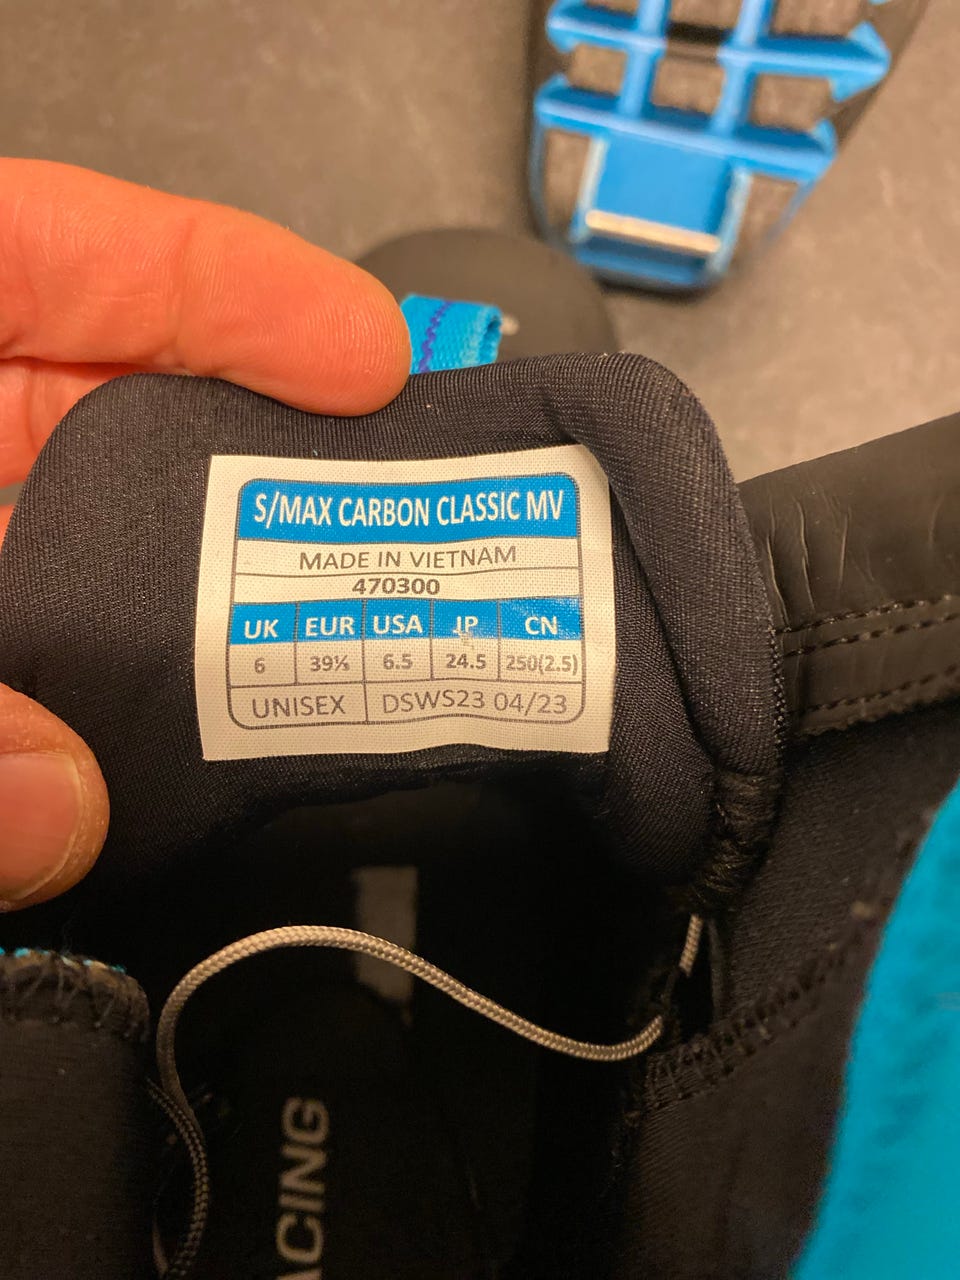 S/MAX CARBON CLASSIC MV
MADE IN VIETNAM
470300
UK EUR USA JP CN
6 39⅓ 6.5 24.5 250(2.5)
UNISEX DSWS23 04/23
ACING